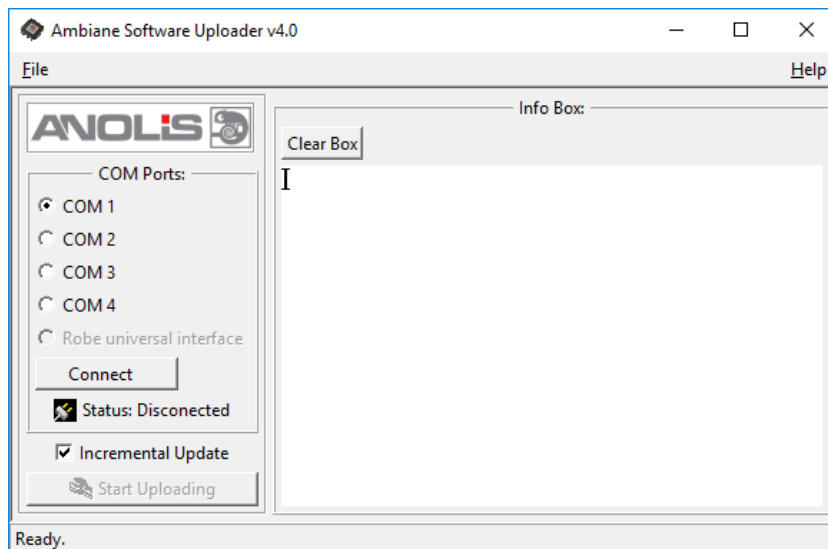 Ambiane Software Uploader v4.0
File
Help
ANOLiS
COM Ports:
COM 1
COM 2
COM 3
COM 4
Robe universal interface
Connect
Status: Disconected
Incremental Update
Start Uploading
Info Box:
Clear Box
Ready.